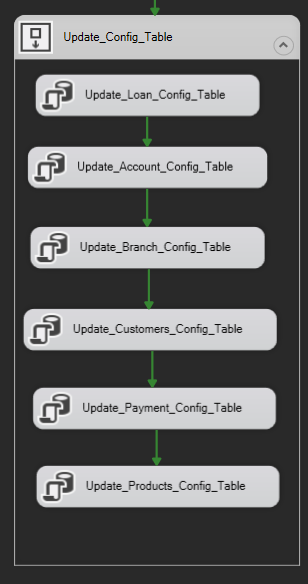 Update_Config_Table
Update_Loan_Config_Table
Update_Account_Config_Table
Update_Branch_Config_Table
Update_Customers_Config_Table
Update_Payment_Config_Table
Update_Products_Config_Table